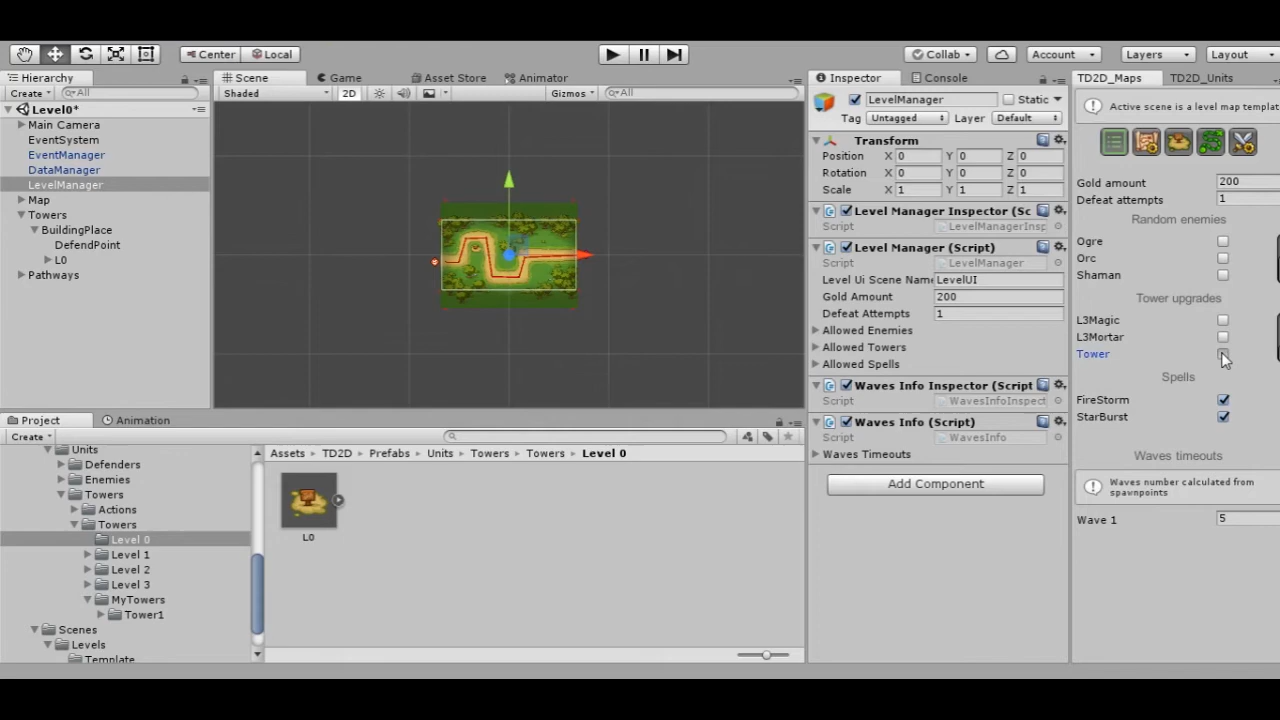 Center Local Collab Account Layers Layout
Hierarchy Scene Game Asset Store Animator Inspector Console TD2D_Maps TD2D_Units
Create All Shaded 2D Gizmos All
Level0*
Main Camera
EventSystem
EventManager
DataManager
LevelManager
Map
Towers
BuildingPlace
DefendPoint
L0
Pathways
LevelManager Static
Tag Untagged Layer Default
Transform
Position X 0 Y 0 Z 0
Rotation X 0 Y 0 Z 0
Scale X 1 Y 1 Z 1
Level Manager Inspector (Sc
Script LevelManagerInsp
Level Manager (Script)
Script LevelManager
Level Ui Scene Name LevelUI
Gold Amount 200
Defeat Attempts 1
Allowed Enemies
Allowed Towers
Allowed Spells
Waves Info Inspector (Script
Script WavesInfoInspect
Waves Info (Script)
Script WavesInfo
Waves Timeouts
Add Component
Active scene is a level map templat
Gold amount 200
Defeat attempts 1
Random enemies
Ogre
Orc
Shaman
Tower upgrades
L3Magic
L3Mortar
Tower
Spells
FireStorm
StarBurst
Waves timeouts
Waves number calculated from
spawnpoints
Wave 1 5
Project Animation
Create
Units
Defenders
Enemies
Towers
Actions
Towers
Level 0
Level 1
Level 2
Level 3
MyTowers
Tower1
Scenes
Levels
Template
Assets TD2D Prefabs Units Towers Towers Level 0
L0